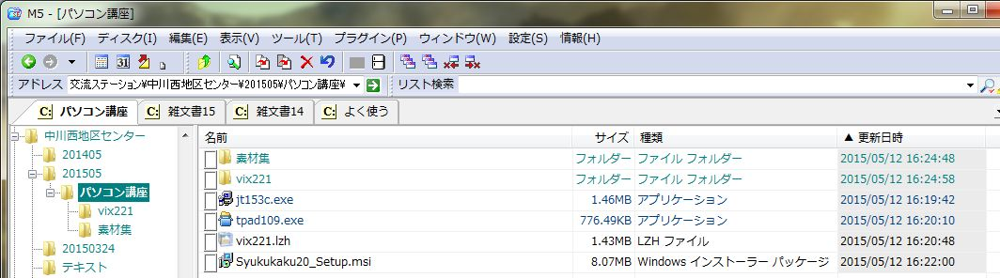 M5 - [パソコン講座]
ファイル(F) ディスク(I) 編集(E) 表示(V) ツール(T) プラグイン(P) ウィンドウ(W) 設定(S) 情報(H)
31
アドレス 交流ステーション¥中川西地区センター¥201505¥パソコン講座¥ リスト検索
C: パソコン講座 C: 雑文書15 C: 雑文書14 C: よく使う
中川西地区センター
201405
201505
パソコン講座
vix221
素材集
20150324
テキスト
名前 サイズ 種類 ▲ 更新日時
素材集 フォルダー ファイル フォルダー 2015/05/12 16:24:48
vix221 フォルダー ファイル フォルダー 2015/05/12 16:24:58
jt153c.exe 1.46MB アプリケーション 2015/05/12 16:19:42
tpad109.exe 776.49KB アプリケーション 2015/05/12 16:20:10
vix221.lzh 1.43MB LZH ファイル 2015/05/12 16:20:48
Syukukaku20_Setup.msi 8.07MB Windows インストーラー パッケージ 2015/05/12 16:22:00